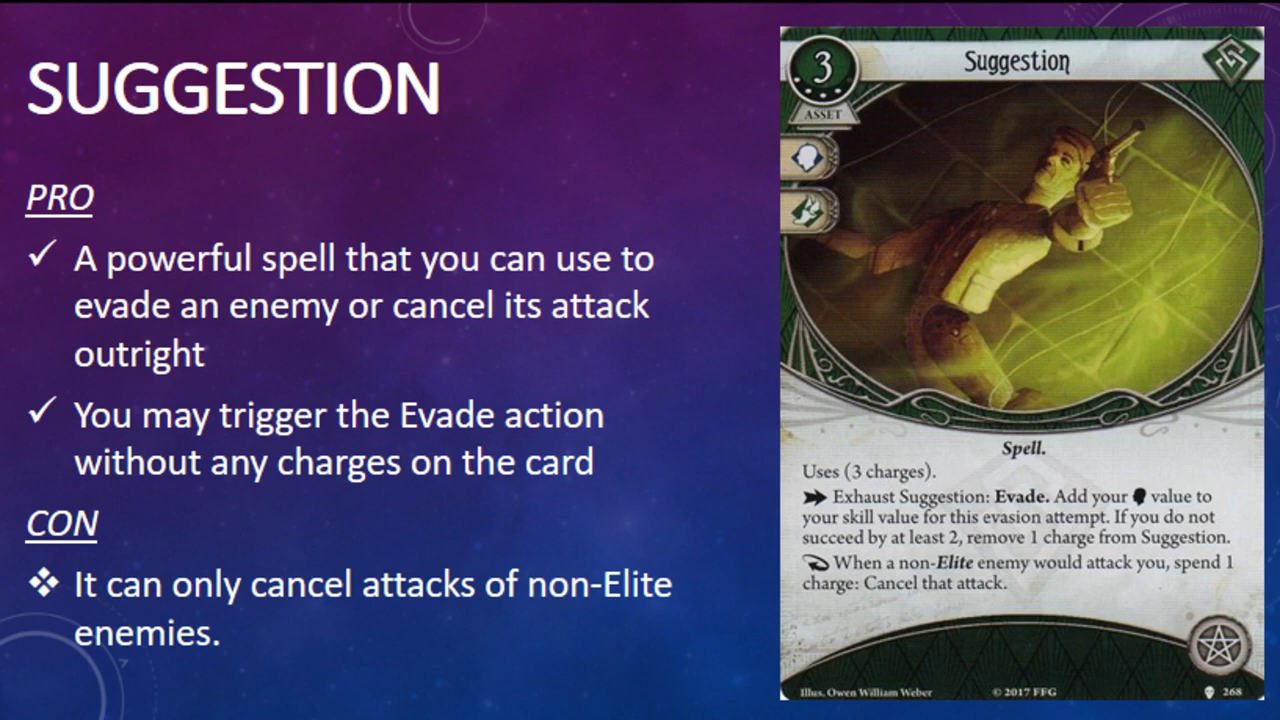 SUGGESTION
PRO
✓ A powerful spell that you can use to
evade an enemy or cancel its attack
outright
✓ You may trigger the Evade action
without any charges on the card
CON
❖ It can only cancel attacks of non-Elite
enemies.
3
Suggestion
ASSET
Spell.
Uses (3 charges).
Exhaust Suggestion: Evade. Add your value to
your skill value for this evasion attempt. If you do not
succeed by at least 2, remove 1 charge from Suggestion.
When a non-Elite enemy would attack you, spend 1
charge: Cancel that attack.
Illus. Owen William Weber
© 2017 FFG
268